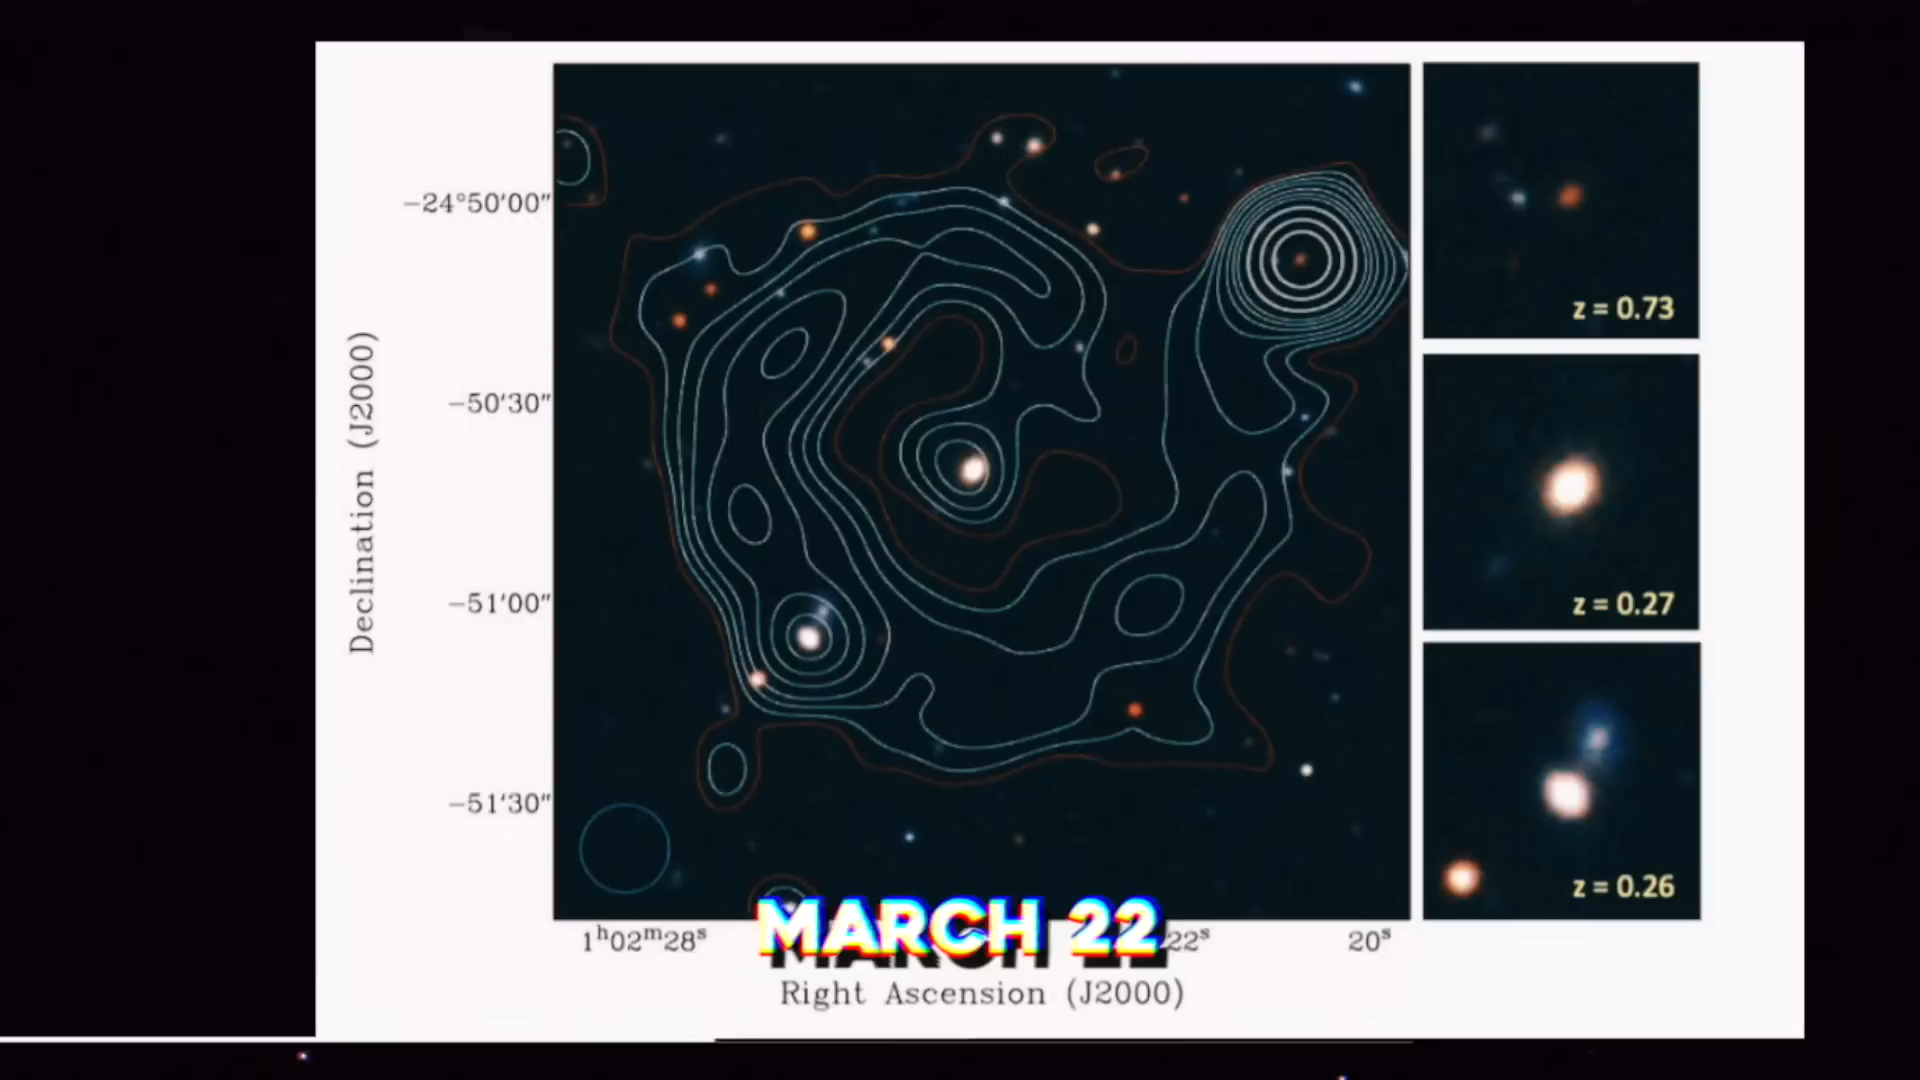 −24°50′00″
−50′30″
−51′00″
−51′30″
Declination (J2000)
z = 0.73
z = 0.27
z = 0.26
1ʰ02ᵐ28ˢ
22ˢ
20ˢ
MARCH 22
Right Ascension (J2000)